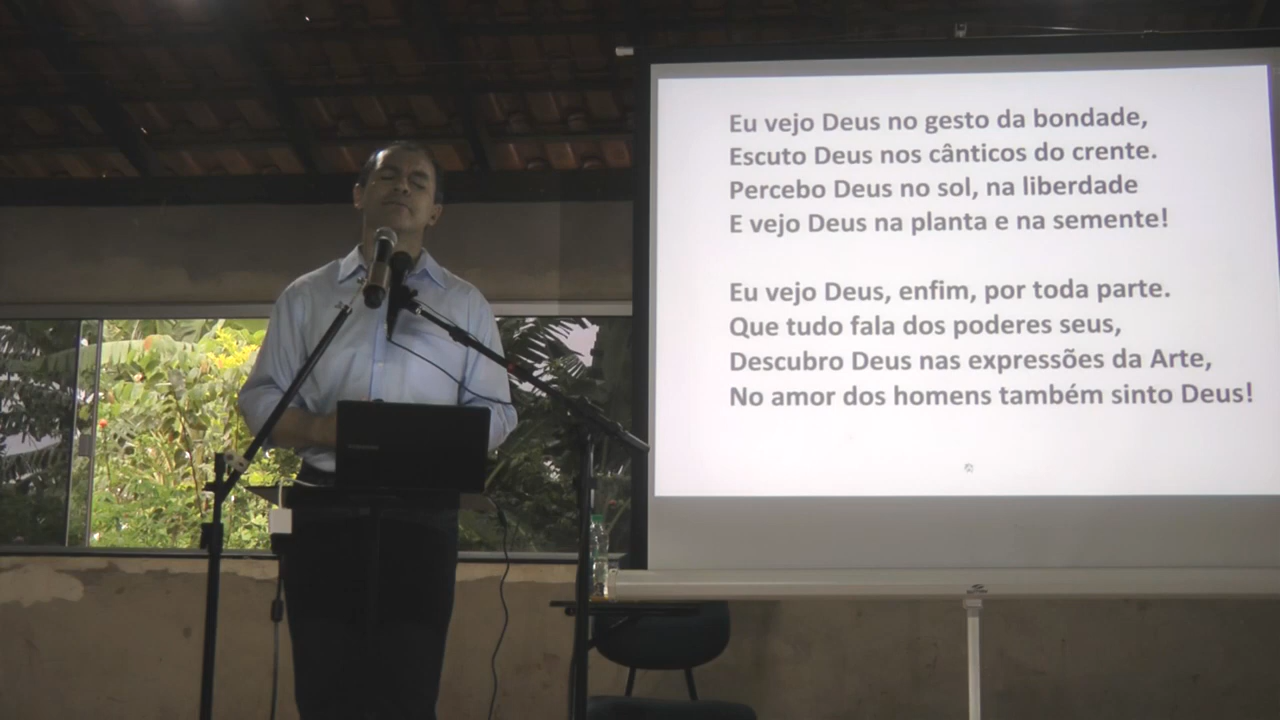 Eu vejo Deus no gesto da bondade,
Escuto Deus nos cânticos do crente.
Percebo Deus no sol, na liberdade
E vejo Deus na planta e na semente!
Eu vejo Deus, enfim, por toda parte.
Que tudo fala dos poderes seus,
Descubro Deus nas expressões da Arte,
No amor dos homens também sinto Deus!